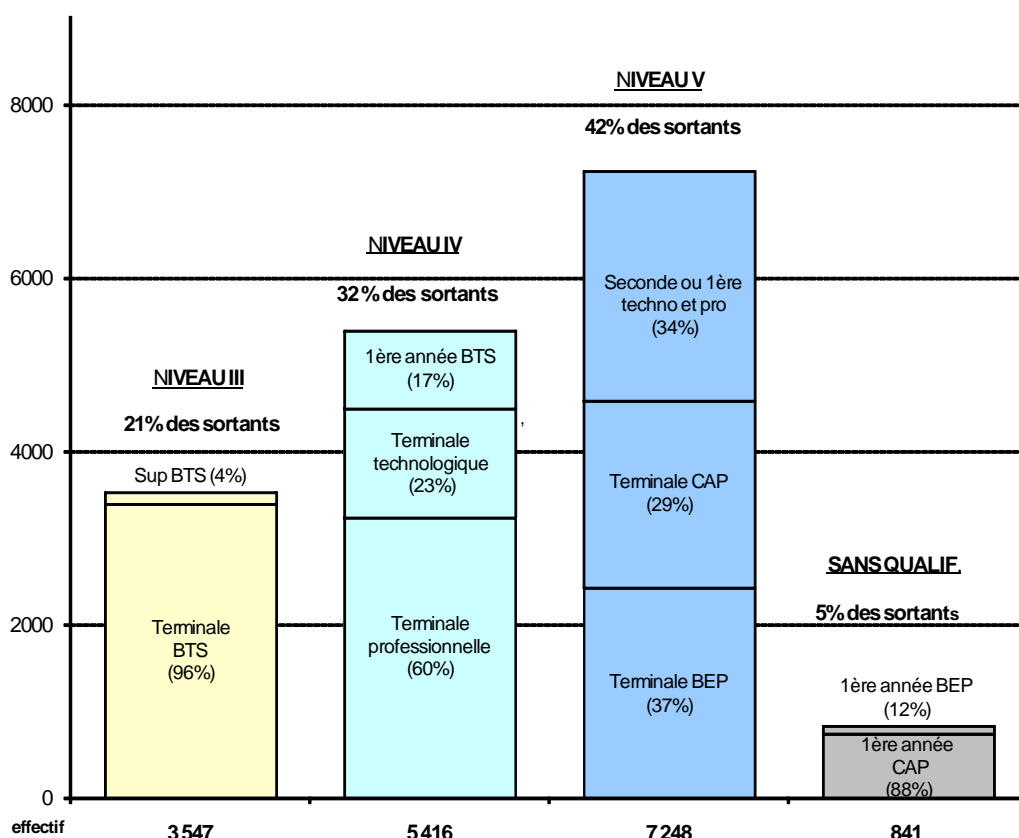 NIVEAU V
8000
42% des sortants
NIVEAU IV
6000
32% des sortants
Seconde ou 1ère
techno et pro
(34%)
1ère année BTS
(17%)
NIVEAU III
21% des sortants
4000
Sup BTS (4%)
Terminale
technologique
(23%)
Terminale CAP
(29%)
SANS QUALIF.
5% des sortants
2000
Terminale
BTS
(96%)
Terminale
professionnelle
(60%)
Terminale BEP
(37%)
1ère année BEP
(12%)
1ère année
CAP
(88%)
0
effectif 3 547 5 416 7 248 841